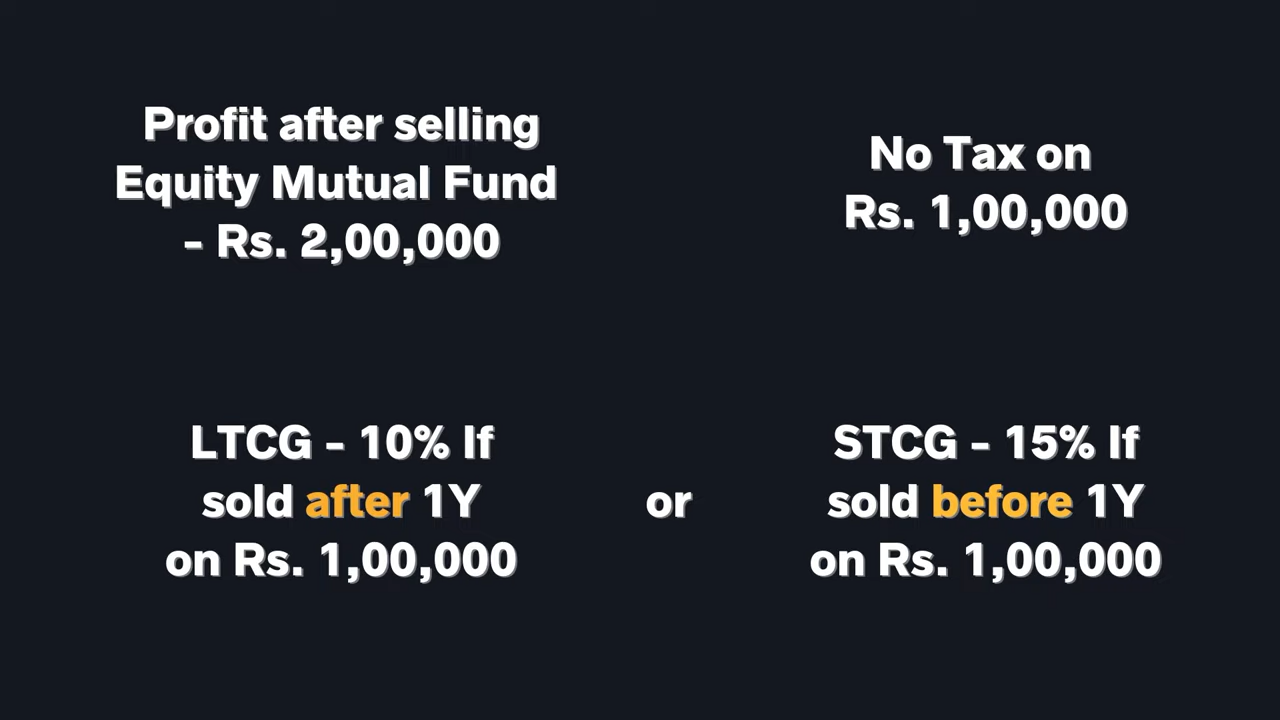 Profit after selling
Equity Mutual Fund
- Rs. 2,00,000
No Tax on
Rs. 1,00,000
LTCG - 10% If
sold after 1Y
on Rs. 1,00,000
or
STCG - 15% If
sold before 1Y
on Rs. 1,00,000